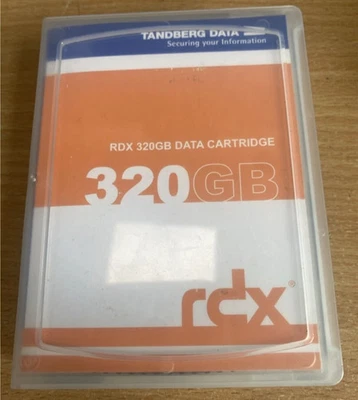 TANDBERG DATA
Securing your Information
RDX 320GB DATA CARTRIDGE
320GB
rdx®